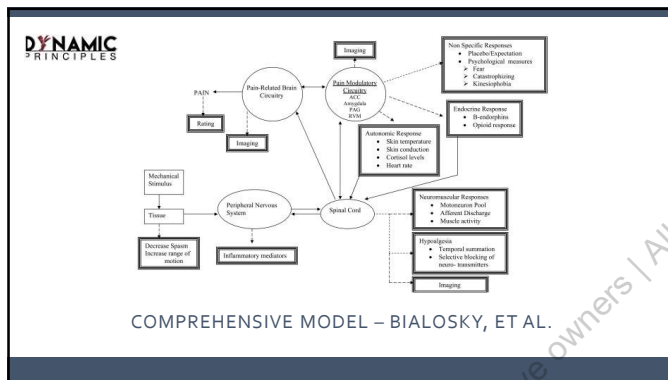 DYNAMIC
PRINCIPLES
Imaging
Non Specific Responses
• Placebo/Expectation
• Psychological measures
➢ Fear
➢ Catastrophizing
➢ Kinesiophobia
Pain-Related Brain
Circuitry
Pain Modulatory
Circuitry
ACC
Amygdala
PAG
RVM
PAIN
Rating
Imaging
Endocrine Response
• B-endorphins
• Opioid response
Autonomic Response
• Skin temperature
• Skin conduction
• Cortisol levels
• Heart rate
Mechanical
Stimulus
Tissue
Peripheral Nervous
System
Spinal Cord
Neuromuscular Responses
• Motoneuron Pool
• Afferent Discharge
• Muscle activity
Decrease Spasm
Increase range of
motion
Inflammatory mediators
Hypoalgesia
• Temporal summation
• Selective blocking of
neuro- transmitters
Imaging
COMPREHENSIVE MODEL – BIALOSKY, ET AL.
owners | All